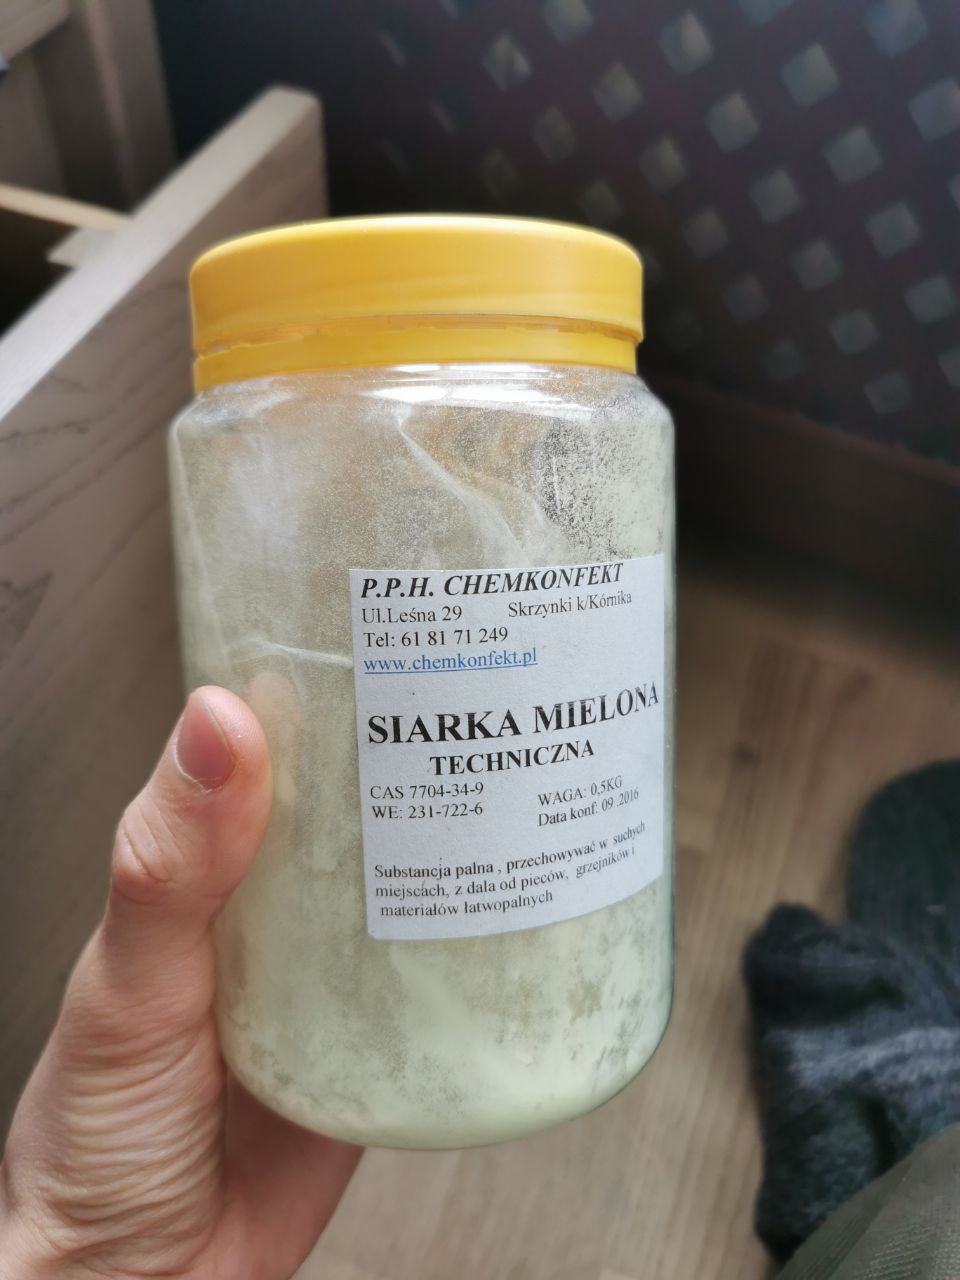 P.P.H. CHEMKONFEKT
Ul.Leśna 29 Skrzynki k/Kórnika
Tel: 61 81 71 249
www.chemkonfekt.pl
SIARKA MIELONA
TECHNICZNA
CAS 7704-34-9
WE: 231-722-6
WAGA: 0,5KG
Data konf: 09 .2016
Substancja palna , przechowywać w suchych
miejscach, z dala od pieców, grzejników i
materiałów łatwopalnych